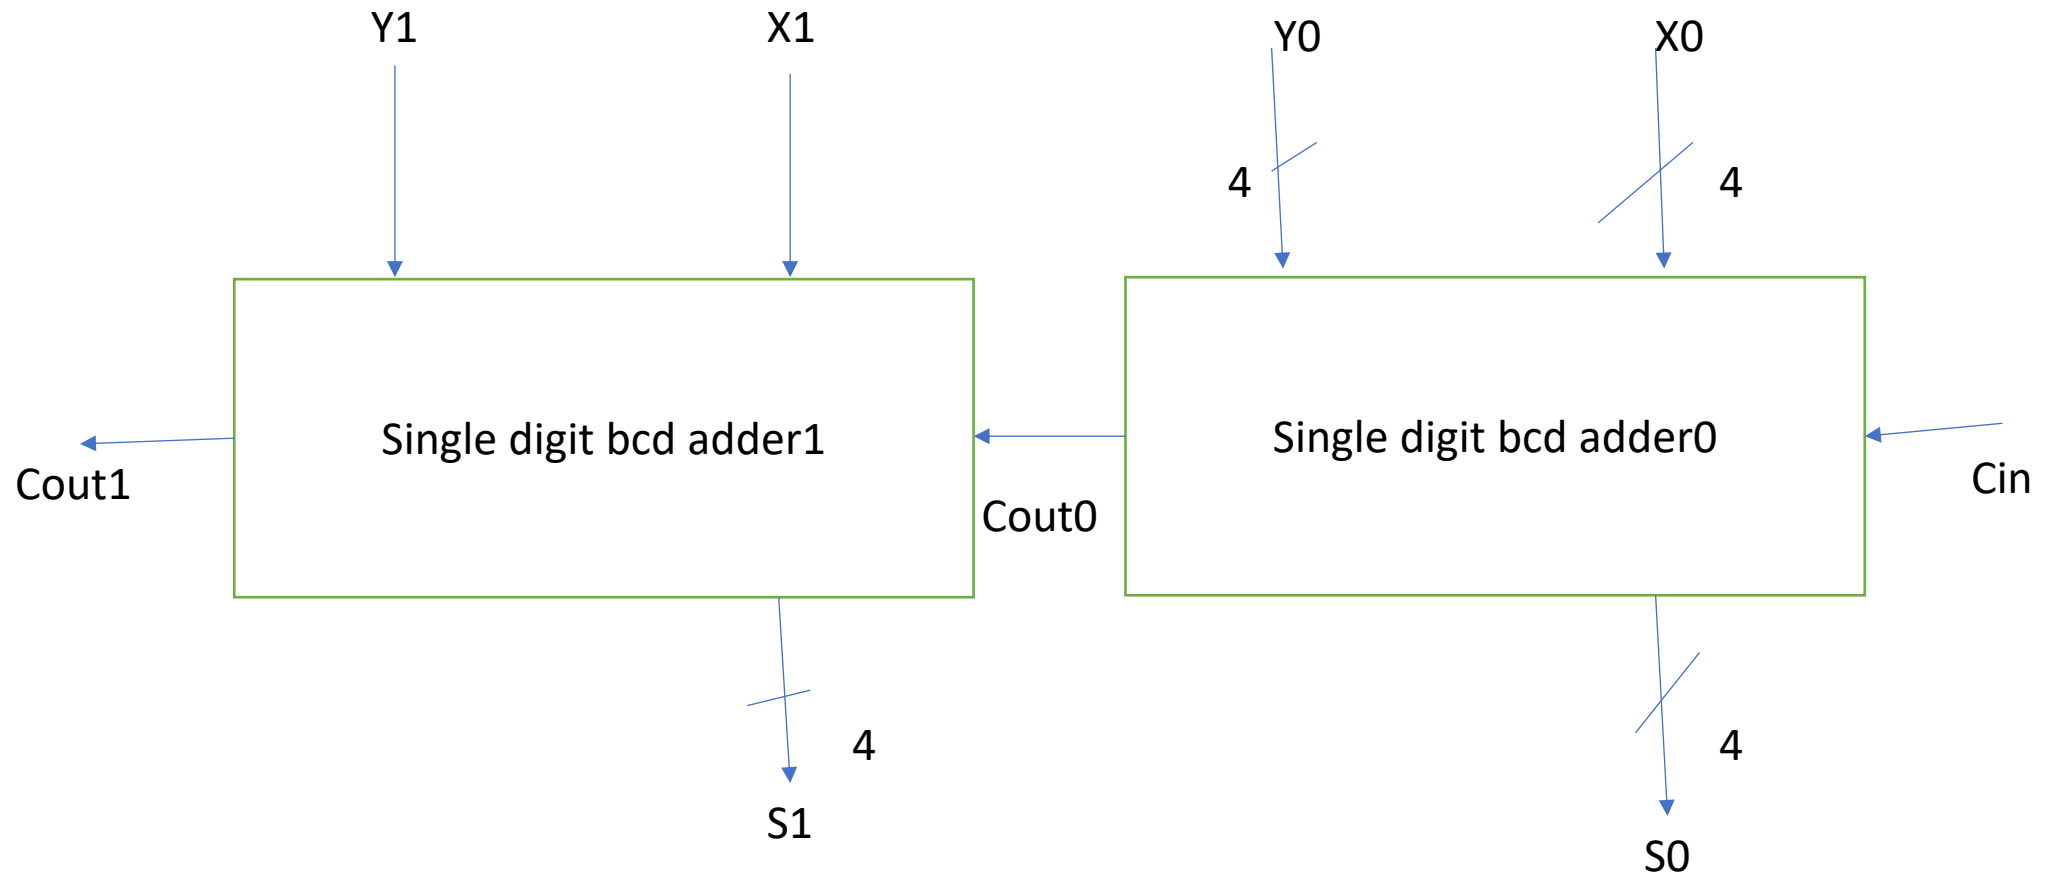 Y1
X1
Y0
X0
4
4
Single digit bcd adder1
Single digit bcd adder0
Cout1
Cout0
Cin
4
4
S1
S0